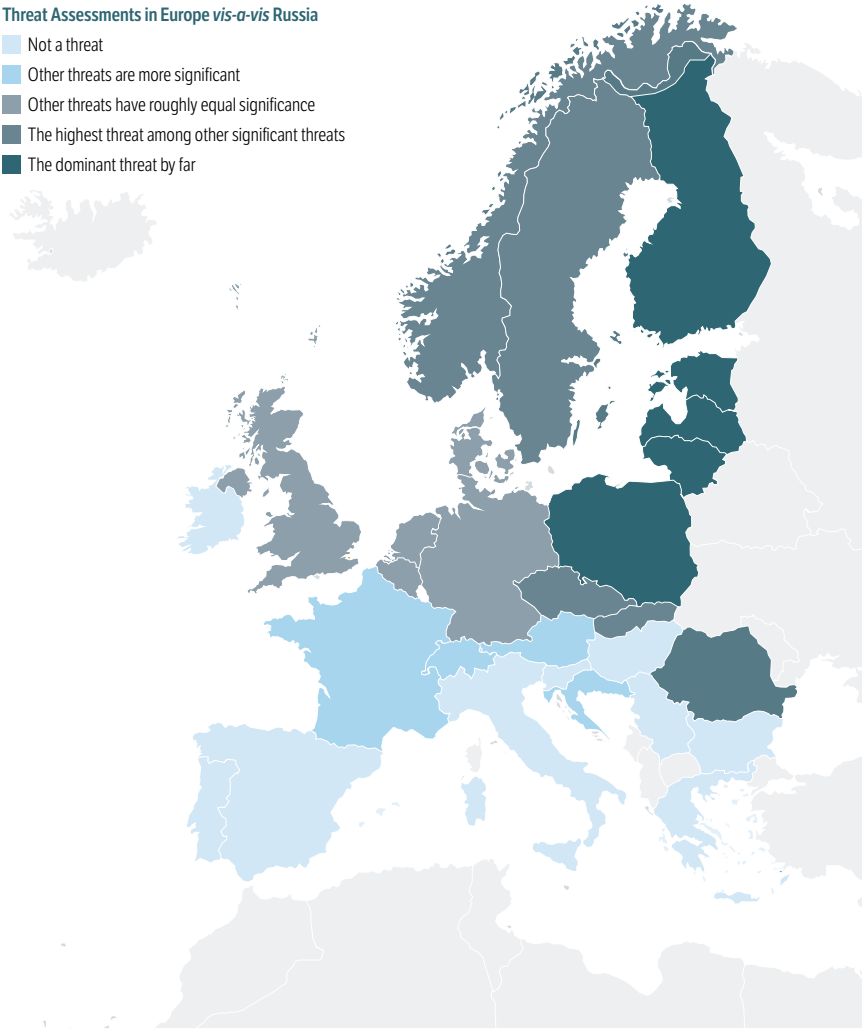 Threat Assessments in Europe vis-a-vis Russia
Not a threat
Other threats are more significant
Other threats have roughly equal significance
The highest threat among other significant threats
The dominant threat by far